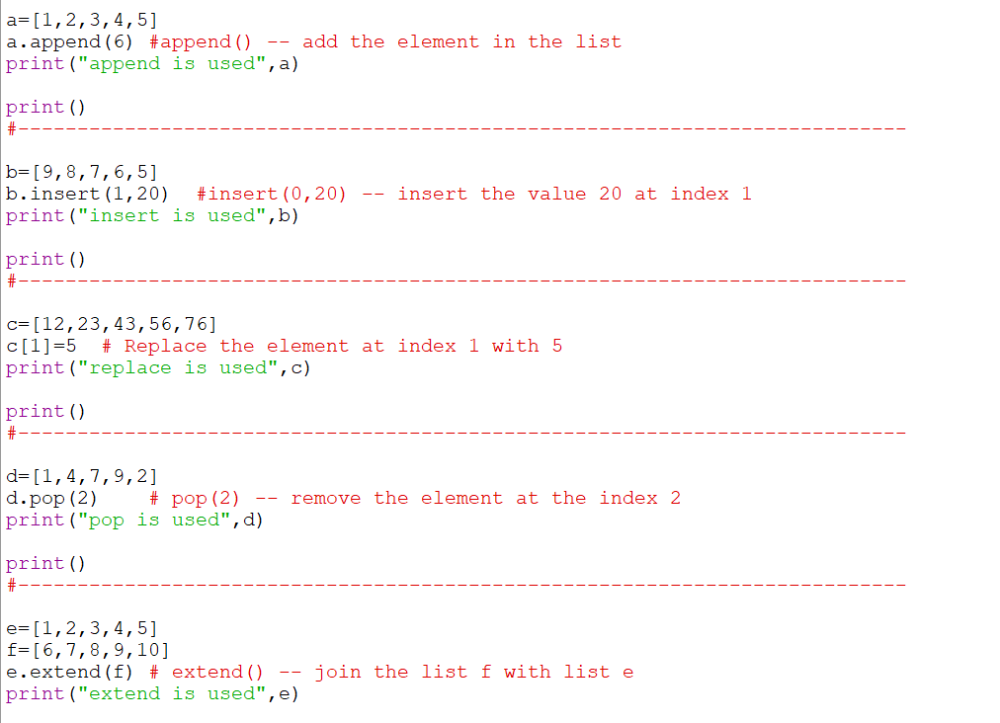 a=[1,2,3,4,5]
a.append(6) #append() -- add the element in the list
print("append is used",a)
print()
#---------------------------------------------------------------------------
b=[9,8,7,6,5]
b.insert(1,20)  #insert(0,20) -- insert the value 20 at index 1
print("insert is used",b)
print()
#---------------------------------------------------------------------------
c=[12,23,43,56,76]
c[1]=5  # Replace the element at index 1 with 5
print("replace is used",c)
print()
#---------------------------------------------------------------------------
d=[1,4,7,9,2]
d.pop(2)    # pop(2) -- remove the element at the index 2
print("pop is used",d)
print()
#---------------------------------------------------------------------------
e=[1,2,3,4,5]
f=[6,7,8,9,10]
e.extend(f) # extend() -- join the list f with list e
print("extend is used",e)